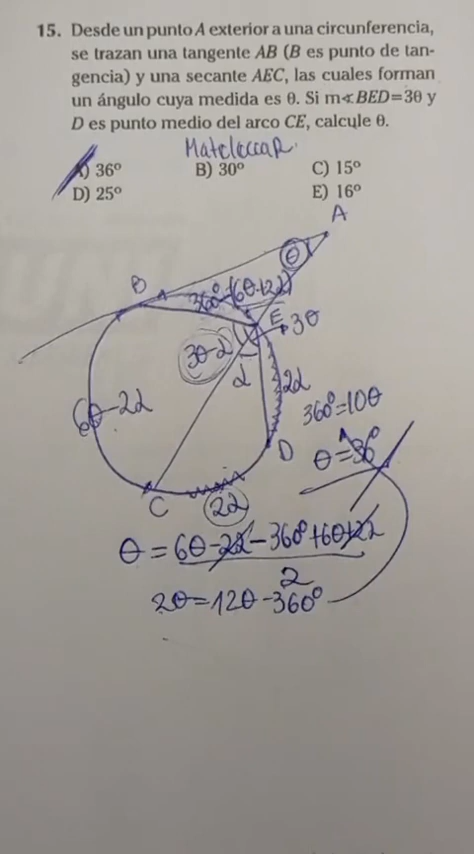 15. Desde un punto A exterior a una circunferencia,
se trazan una tangente AB (B es punto de tan-
gencia) y una secante AEC, las cuales forman
un ángulo cuya medida es θ. Si m∢BED=3θ y
D es punto medio del arco CE, calcule θ.
A) 36° B) 30° C) 15°
D) 25° E) 16°
A
θ
B
360°-(6θ+2α)
E
3θ
3θ-α
α
2α
6θ-2α
360°=10θ
θ=36°
D
C
2α
θ = 6θ-2α-360°+6θ+2α
2
2θ=12θ-360°